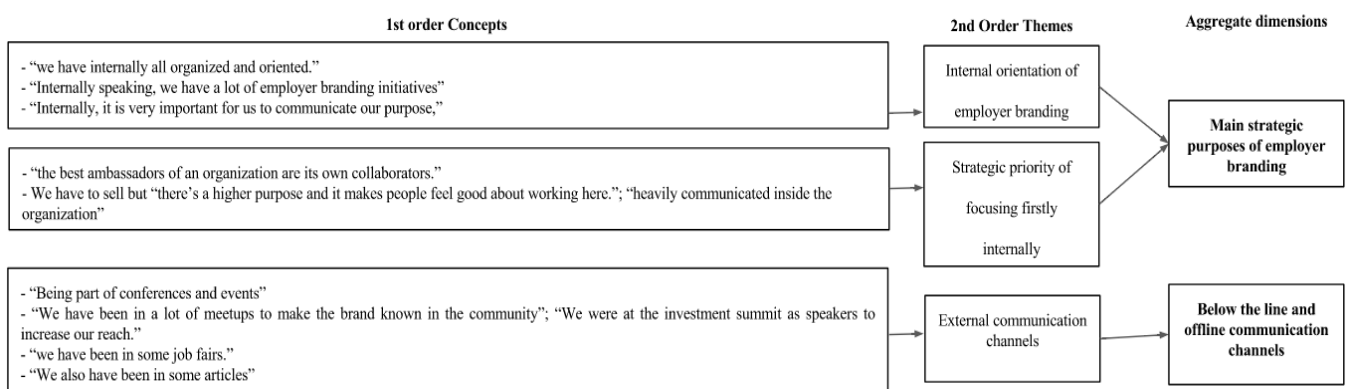 1st order Concepts
2nd Order Themes
Aggregate dimensions
- “we have internally all organized and oriented.”
- “Internally speaking, we have a lot of employer branding initiatives”
- “Internally, it is very important for us to communicate our purpose,”
Internal orientation of
employer branding
- “the best ambassadors of an organization are its own collaborators.”
- We have to sell but “there’s a higher purpose and it makes people feel good about working here.”; “heavily communicated inside the
organization”
Strategic priority of
focusing firstly
internally
Main strategic
purposes of employer
branding
- “Being part of conferences and events”
- “We have been in a lot of meetups to make the brand known in the community”; “We were at the investment summit as speakers to
increase our reach.”
- “we have been in some job fairs.”
- “We also have been in some articles”
External communication
channels
Below the line and
offline communication
channels